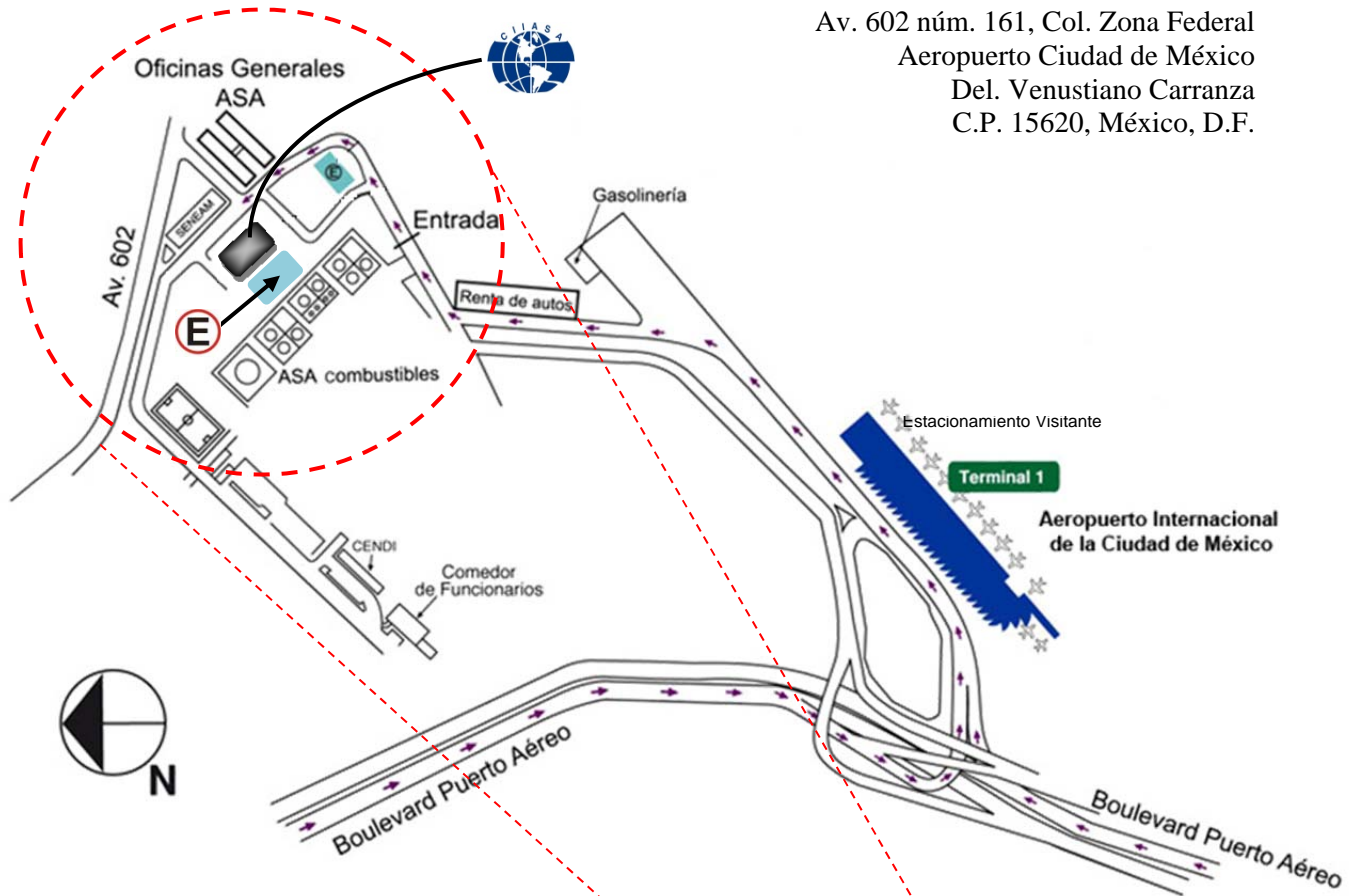 Av. 602 núm. 161, Col. Zona Federal
Aeropuerto Ciudad de México
Del. Venustiano Carranza
C.P. 15620, México, D.F.
CIIASA
Oficinas Generales
ASA
E
SENEAM
Av. 602
Entrada
Gasolinería
Renta de autos
E
ASA combustibles
Estacionamiento Visitante
Terminal 1
Aeropuerto Internacional
de la Ciudad de México
CENDI
Comedor
de Funcionarios
N
Boulevard Puerto Aéreo
Boulevard Puerto Aéreo